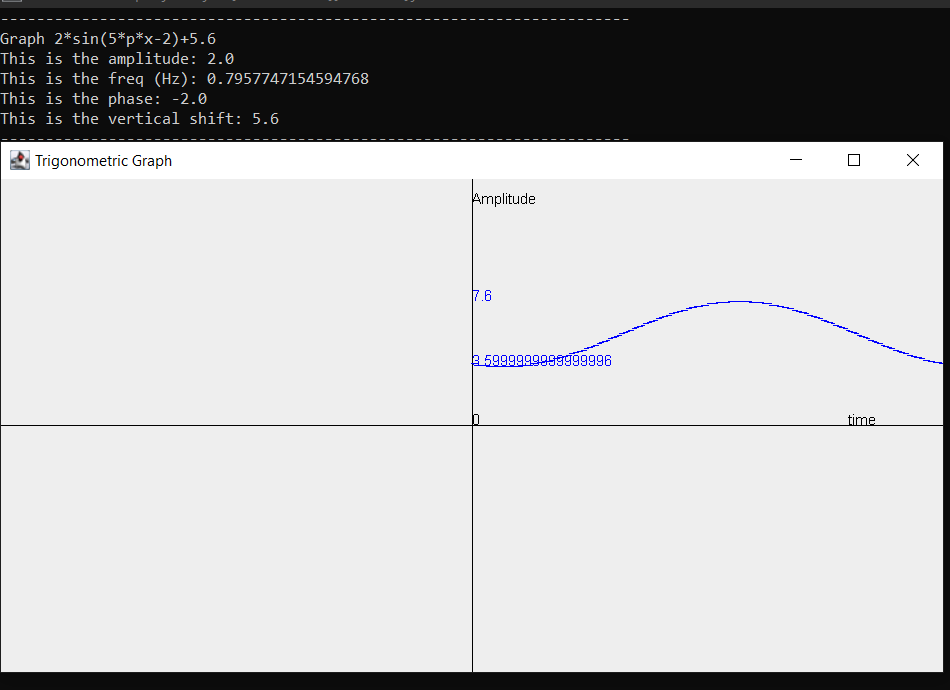 Graph 2*sin(5*p*x-2)+5.6
This is the amplitude: 2.0
This is the freq (Hz): 0.7957747154594768
This is the phase: -2.0
This is the vertical shift: 5.6
Trigonometric Graph
Amplitude
7.6
3.5999999999999996
0
time